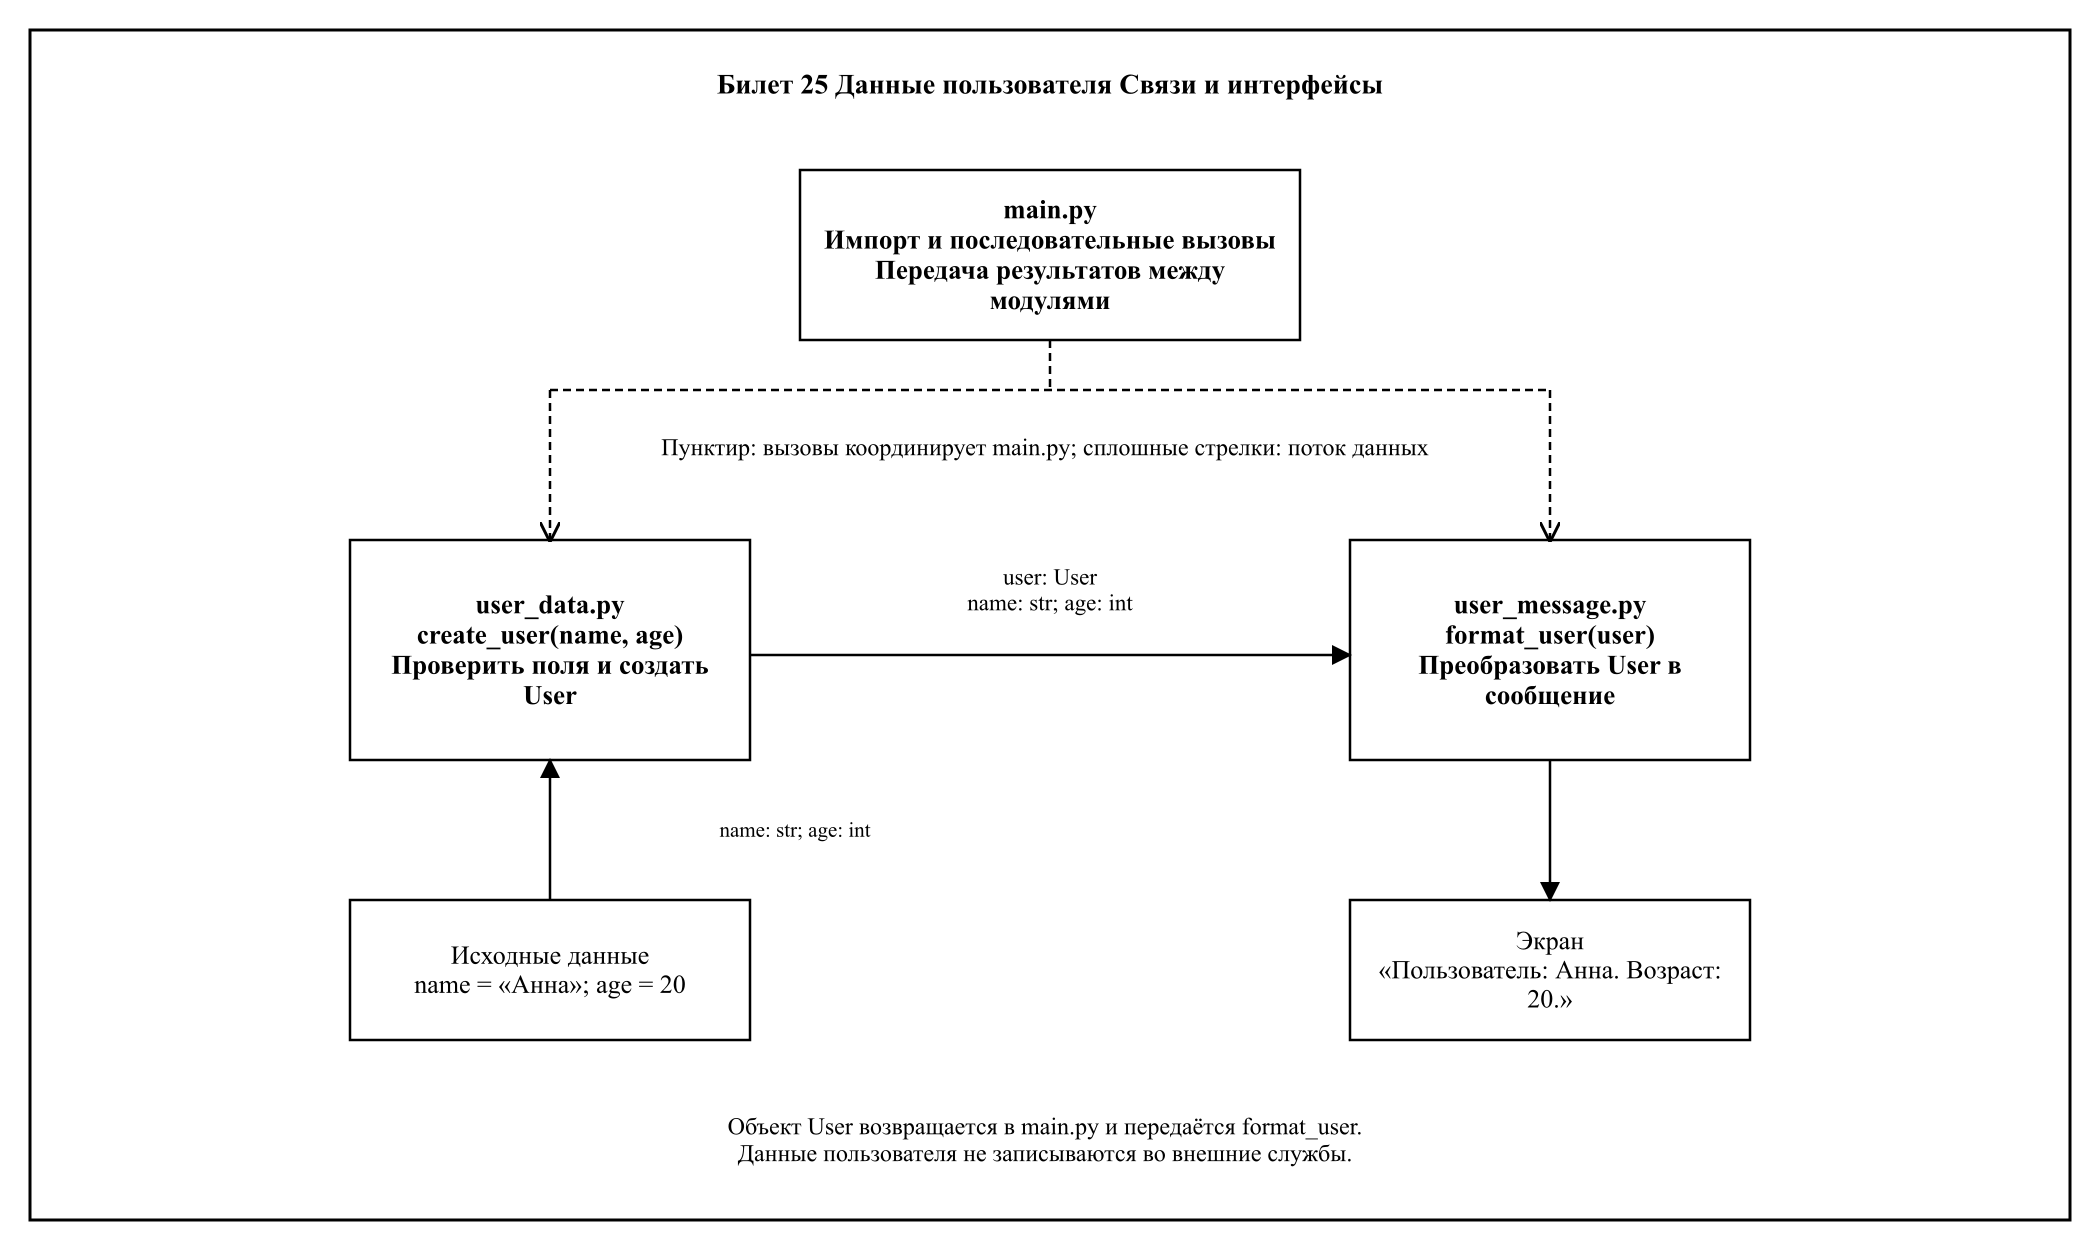 Билет 25 Данные пользователя Связи и интерфейсы
main.py
Импорт и последовательные вызовы
Передача результатов между
модулями
Пунктир: вызовы координирует main.py; сплошные стрелки: поток данных
user_data.py
create_user(name, age)
Проверить поля и создать
User
user: User
name: str; age: int
user_message.py
format_user(user)
Преобразовать User в
сообщение
name: str; age: int
Исходные данные
name = «Анна»; age = 20
Экран
«Пользователь: Анна. Возраст:
20.»
Объект User возвращается в main.py и передаётся format_user.
Данные пользователя не записываются во внешние службы.